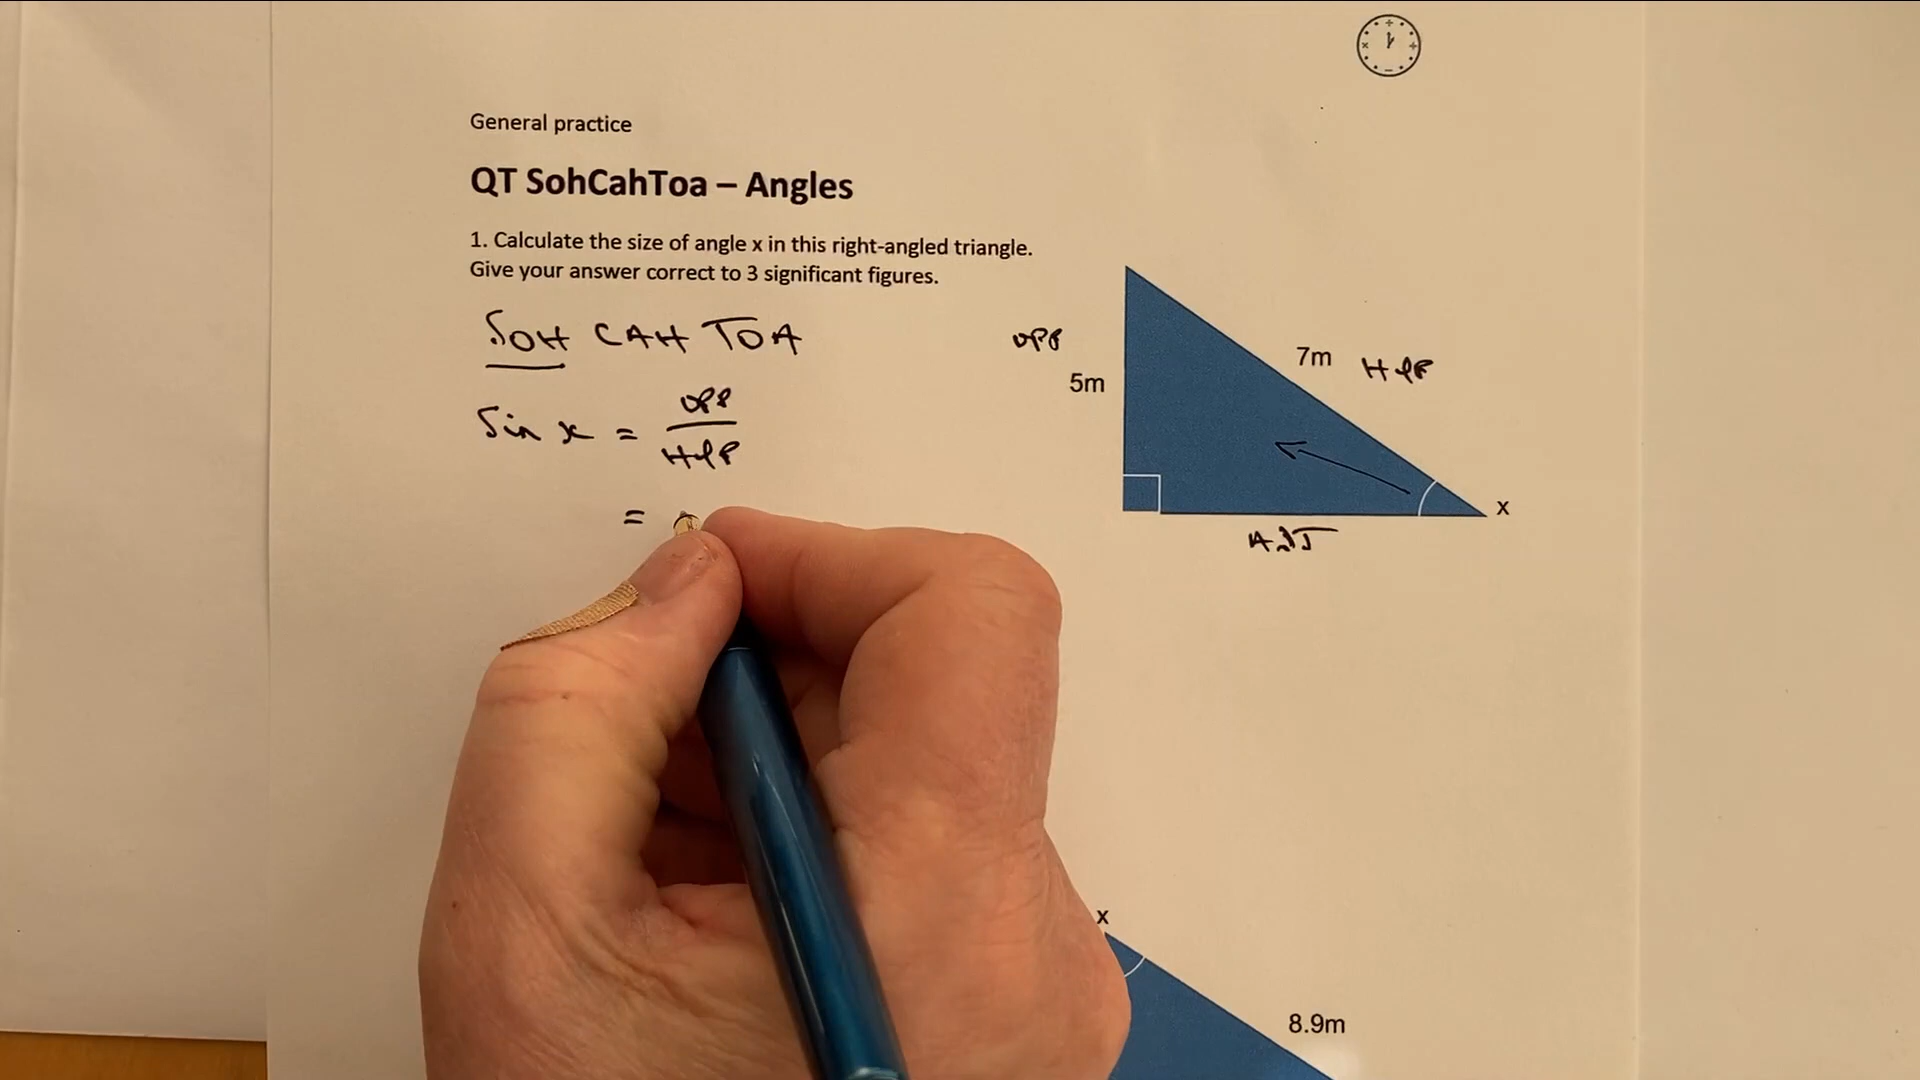 General practice
QT SohCahToa – Angles
1. Calculate the size of angle x in this right-angled triangle.
Give your answer correct to 3 significant figures.
SOH CAH TOA
Sin x = OPP
HYP
=
OPP
5m
7m HYP
x
ADJ
x
8.9m